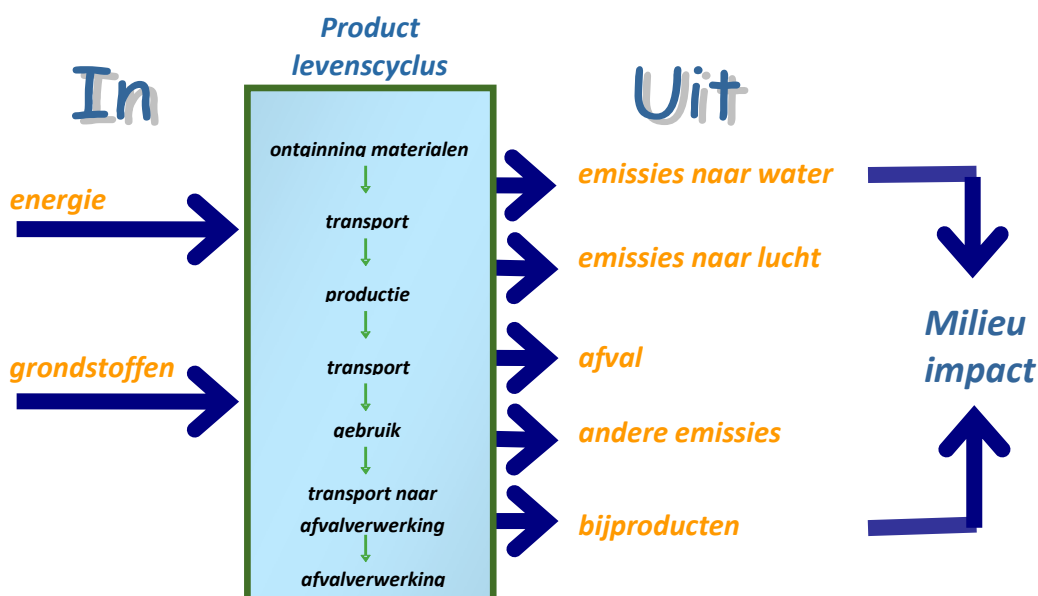 In
Product
levenscyclus
Uit
energie
grondstoffen
ontginning materialen
transport
productie
transport
gebruik
transport naar
afvalverwerking
afvalverwerking
emissies naar water
emissies naar lucht
afval
andere emissies
bijproducten
Milieu
impact